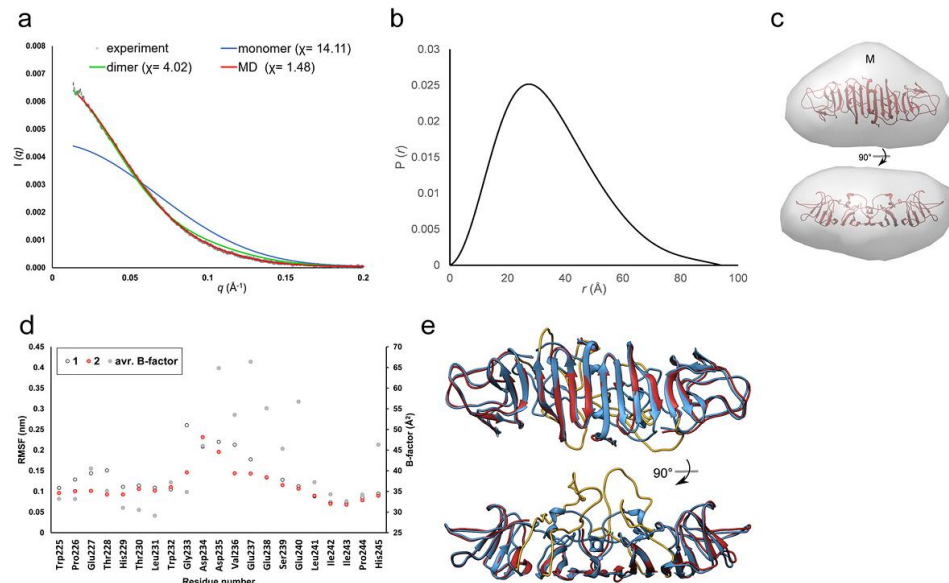 a
0.008
0.007
0.006
0.005
0.004
0.003
0.002
0.001
0.000
I (q)
experiment
monomer (χ= 14.11)
dimer (χ= 4.02)
MD (χ= 1.48)
0
0.05
0.1
0.15
0.2
q (Å-1)
b
0.03
0.025
0.02
0.015
0.01
0.005
0
P (r)
0
20
40
60
80
100
r (Å)
c
M
90°
d
0.45
0.4
0.35
0.3
0.25
0.2
0.15
0.1
0.05
0
RMSF (nm)
1
2
avr. B-factor
70
65
60
55
50
45
40
35
30
25
B-factor (Å²)
Trp225
Pro226
Glu227
Thr228
His229
Thr230
Leu231
Trp232
Gly233
Asp234
Asp235
Val236
Glu237
Glu238
Ser239
Glu240
Leu241
Ile242
Ile243
Pro244
His245
Residue number
e
90°